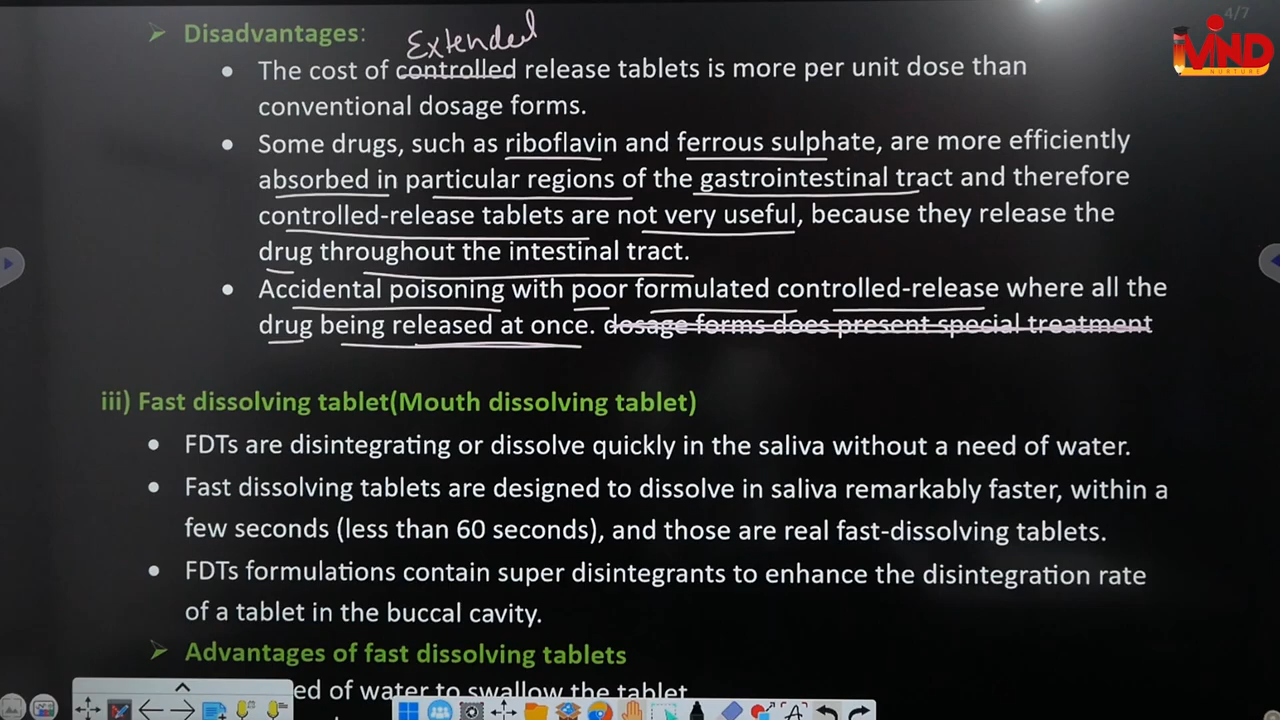 4/7
➢ Disadvantages:
Extended
• The cost of controlled release tablets is more per unit dose than
conventional dosage forms.
• Some drugs, such as riboflavin and ferrous sulphate, are more efficiently
absorbed in particular regions of the gastrointestinal tract and therefore
controlled-release tablets are not very useful, because they release the
drug throughout the intestinal tract.
• Accidental poisoning with poor formulated controlled-release where all the
drug being released at once. dosage forms does present special treatment
iii) Fast dissolving tablet(Mouth dissolving tablet)
• FDTs are disintegrating or dissolve quickly in the saliva without a need of water.
• Fast dissolving tablets are designed to dissolve in saliva remarkably faster, within a
few seconds (less than 60 seconds), and those are real fast-dissolving tablets.
• FDTs formulations contain super disintegrants to enhance the disintegration rate
of a tablet in the buccal cavity.
➢ Advantages of fast dissolving tablets
ed of water to swallow the tablet
MIND
NURTURE